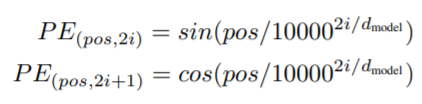 PE(pos,2i) = sin(pos/10000^2i/dmodel)
PE(pos,2i+1) = cos(pos/10000^2i/dmodel)